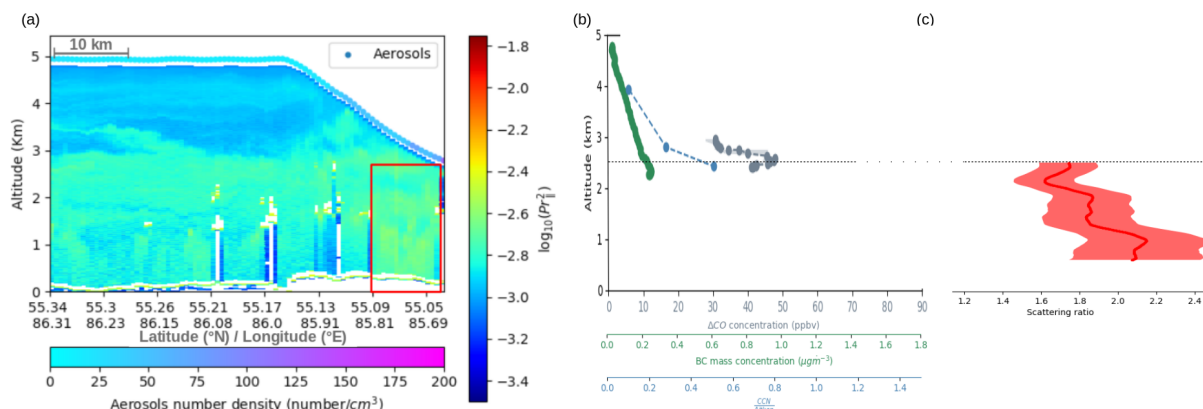 (a)
(b)
(c)
10 km
Aerosols
5
4
3
2
1
0
Altitude (Km)
55.34 55.3 55.26 55.21 55.17 55.13 55.09 55.05
86.31 86.23 86.15 86.08 86.0 85.91 85.81 85.69
Latitude (°N) / Longitude (°E)
0 25 50 75 100 125 150 175 200
Aerosols number density (number/cm³)
−1.8
−2.0
−2.2
−2.4
−2.6
−2.8
−3.0
−3.2
−3.4
log₁₀(Pr²∥)
5
4
3
2
1
0
Altitude (km)
0 10 20 30 40 50 60 70 80 90
ΔCO concentration (ppbv)
0.0 0.2 0.4 0.6 0.8 1.0 1.2 1.4 1.6 1.8
BC mass concentration (μgm⁻³)
0.0 0.2 0.4 0.6 0.8 1.0 1.2 1.4
CCN
1.2 1.4 1.6 1.8 2.0 2.2 2.4
Scattering ratio